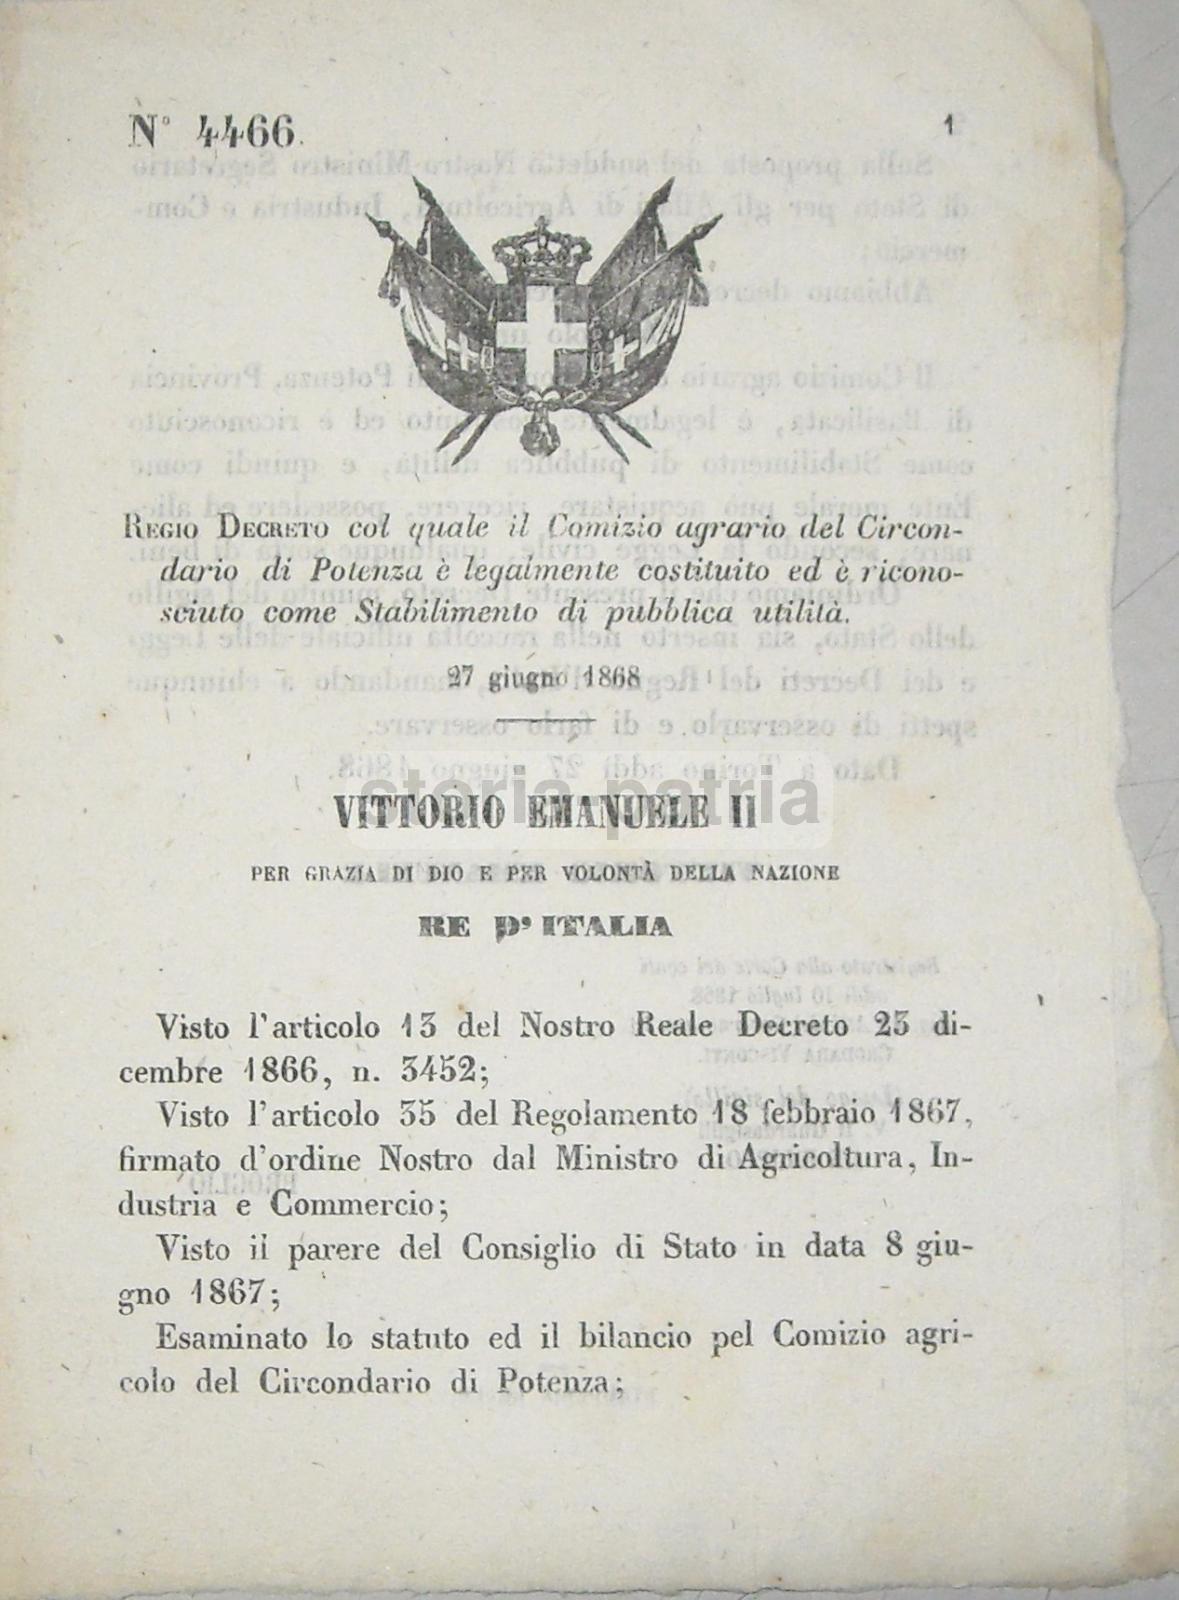 N° 4466.
1
REGIO DECRETO col quale il Comizio agrario del Circon-
dario di Potenza è legalmente costituito ed è ricono-
sciuto come Stabilimento di pubblica utilità.
27 giugno 1868
storia patria
VITTORIO EMANUELE II
PER GRAZIA DI DIO E PER VOLONTÀ DELLA NAZIONE
RE D'ITALIA
Visto l'articolo 13 del Nostro Reale Decreto 23 di-
cembre 1866, n. 3452;
Visto l'articolo 35 del Regolamento 18 febbraio 1867,
firmato d'ordine Nostro dal Ministro di Agricoltura, In-
dustria e Commercio;
Visto il parere del Consiglio di Stato in data 8 giu-
gno 1867;
Esaminato lo statuto ed il bilancio pel Comizio agri-
colo del Circondario di Potenza;